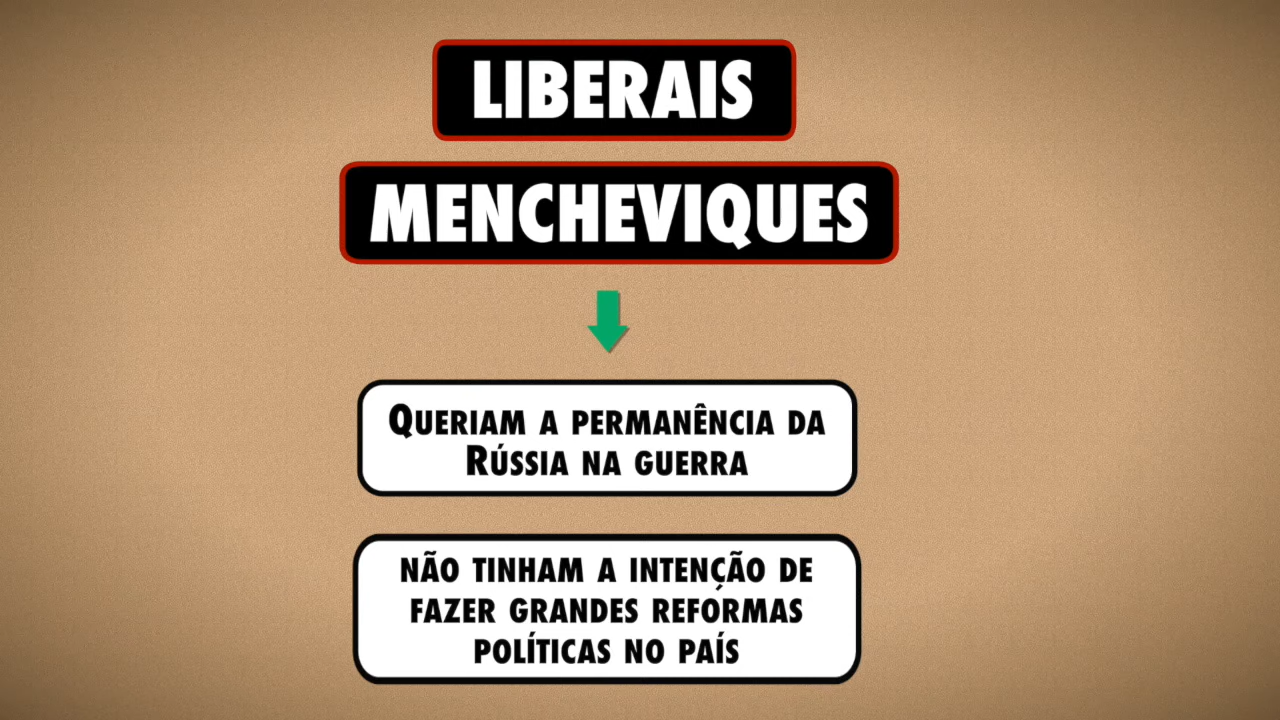 LIBERAIS
MENCHEVIQUES
QUERIAM A PERMANÊNCIA DA
RÚSSIA NA GUERRA
NÃO TINHAM A INTENÇÃO DE
FAZER GRANDES REFORMAS
POLÍTICAS NO PAÍS